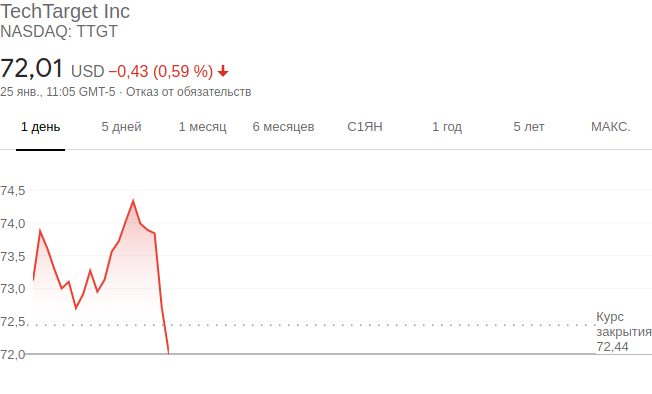 TechTarget Inc
NASDAQ: TTGT
72,01 USD −0,43 (0,59 %)
25 янв., 11:05 GMT-5 · Отказ от обязательств
1 день 5 дней 1 месяц 6 месяцев С1ЯН 1 год 5 лет МАКС.
74,5
74,0
73,5
73,0
72,5
Курс
закрытия
72,44
72,0